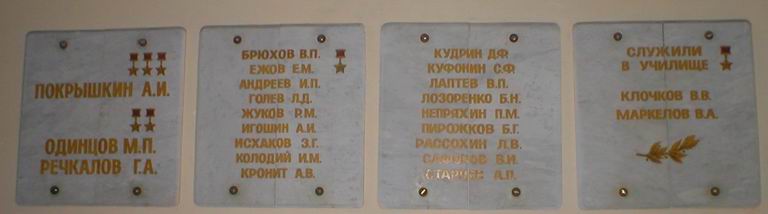 ПОКРЫШКИН А.И.
ОДИНЦОВ М.П.
РЕЧКАЛОВ Г.А.
БРЮХОВ В.П.
ЕЖОВ Е.М.
АНДРЕЕВ И.П.
ГОЛЕВ Л.Д.
ЖУКОВ Р.М.
ИГОШИН А.И.
ИСХАКОВ З.Г.
КОЛОДИЙ И.М.
КРОНИТ А.В.
КУДРИН Д.Ф.
КУФОНИН С.Ф.
ЛАПТЕВ В.П.
ЛОЗОРЕНКО Б.Н.
НЕПРЯХИН П.М.
ПИРОЖКОВ Б.Г.
РАССОХИН Л.В.
САФОНОВ В.И.
СТАРЦЕВ А.П.
СЛУЖИЛИ
В УЧИЛИЩЕ
КЛОЧКОВ В.В.
МАРКЕЛОВ В.А.